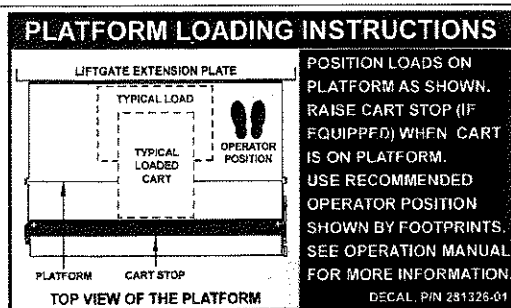 PLATFORM LOADING INSTRUCTIONS
LIFTGATE EXTENSION PLATE
TYPICAL LOAD
OPERATOR
POSITION
TYPICAL
LOADED
CART
PLATFORM
CART STOP
TOP VIEW OF THE PLATFORM
POSITION LOADS ON
PLATFORM AS SHOWN.
RAISE CART STOP (IF
EQUIPPED) WHEN CART
IS ON PLATFORM.
USE RECOMMENDED
OPERATOR POSITION
SHOWN BY FOOTPRINTS.
SEE OPERATION MANUAL
FOR MORE INFORMATION.
DECAL, P/N 281326-01